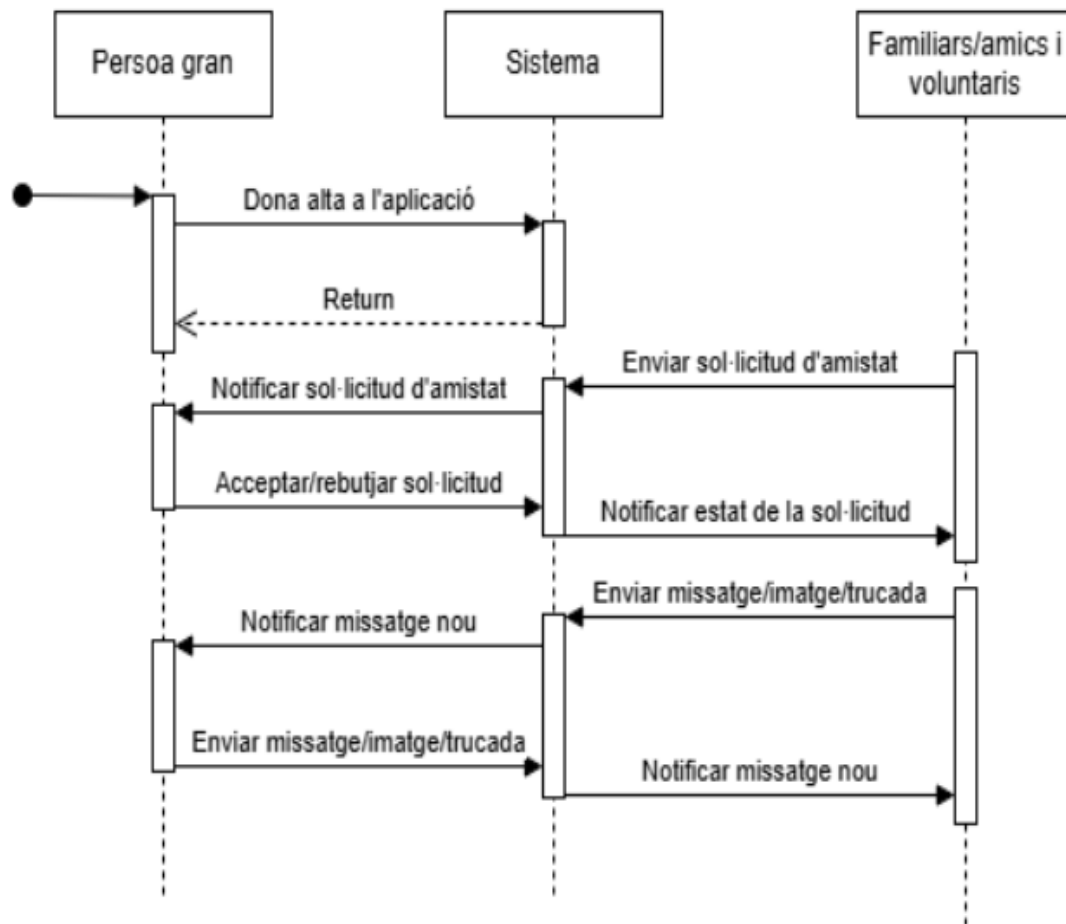 Persoa gran
Sistema
Familiars/amics i
voluntaris
Dona alta a l'aplicació
Return
Enviar sol·licitud d'amistat
Notificar sol·licitud d'amistat
Acceptar/rebutjar sol·licitud
Notificar estat de la sol·licitud
Enviar missatge/imatge/trucada
Notificar missatge nou
Enviar missatge/imatge/trucada
Notificar missatge nou